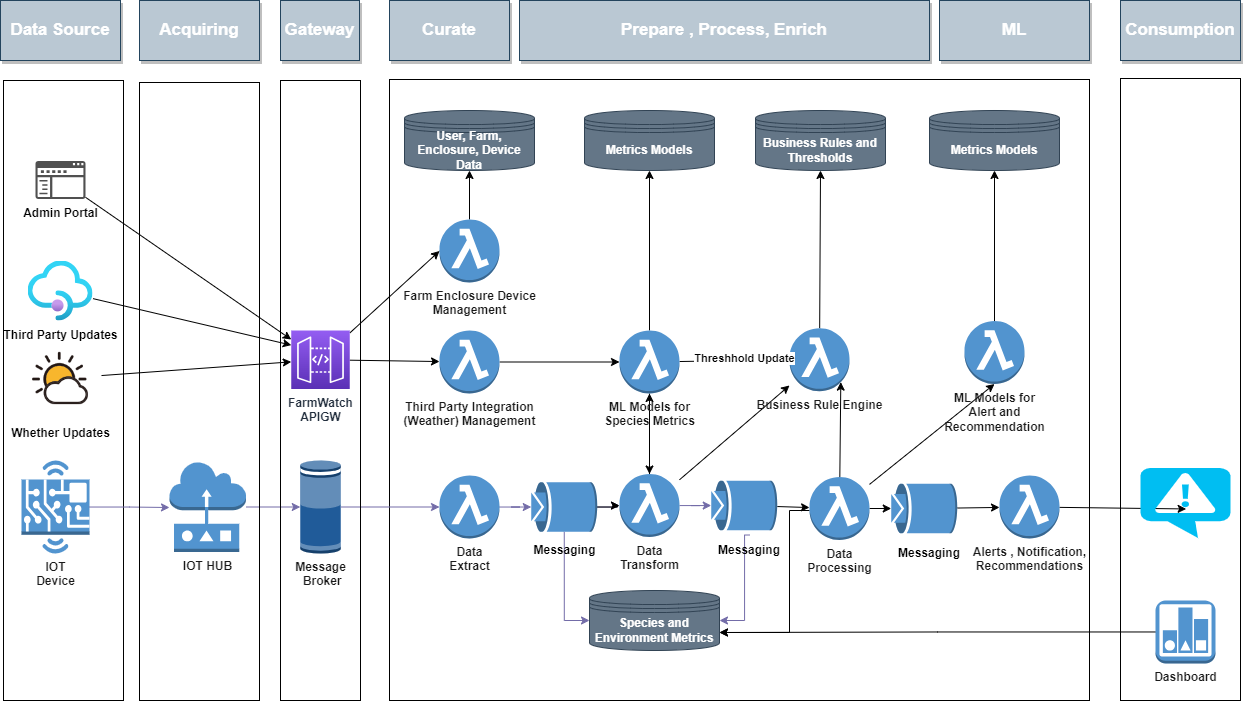 Data Source
Acquiring
Gateway
Curate
Prepare , Process, Enrich
ML
Consumption
User, Farm,
Enclosure, Device
Data
Metrics Models
Business Rules and
Thresholds
Metrics Models
Admin Portal
Farm Enclosure Device
Management
Third Party Updates
Threshhold Update
FarmWatch
APIGW
Third Party Integration
(Weather) Management
ML Models for
Species Metrics
Business Rule Engine
ML Models for
Alert and
Recommendation
Whether Updates
IOT
Device
IOT HUB
Message
Broker
Data
Extract
Messaging
Data
Transform
Messaging
Data
Processing
Messaging
Alerts , Notification,
Recommendations
Species and
Environment Metrics
Dashboard